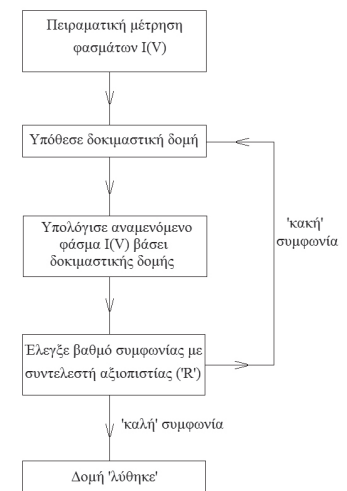 Πειραματική μέτρηση
φασμάτων I(V)
Υπόθεσε δοκιμαστική δομή
Υπολόγισε αναμενόμενο
φάσμα I(V) βάσει
δοκιμαστικής δομής
'κακή'
συμφωνία
Έλεγξε βαθμό συμφωνίας με
συντελεστή αξιοπιστίας ('R')
'καλή' συμφωνία
Δομή 'λύθηκε'